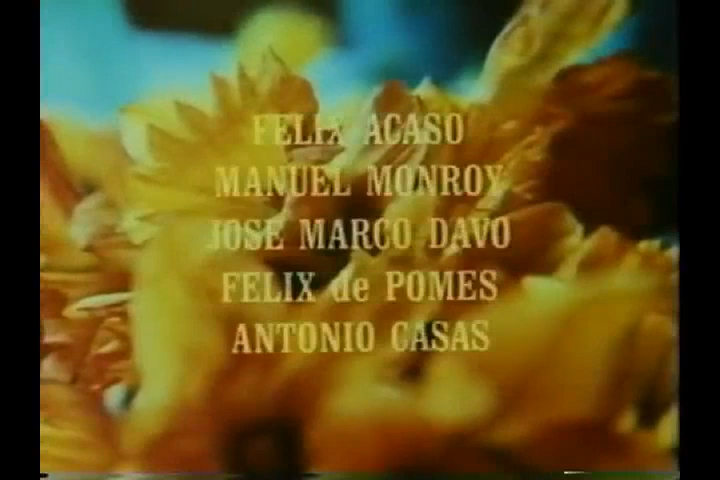 FELIX ACASO
MANUEL MONROY
JOSE MARCO DAVO
FELIX de POMES
ANTONIO CASAS